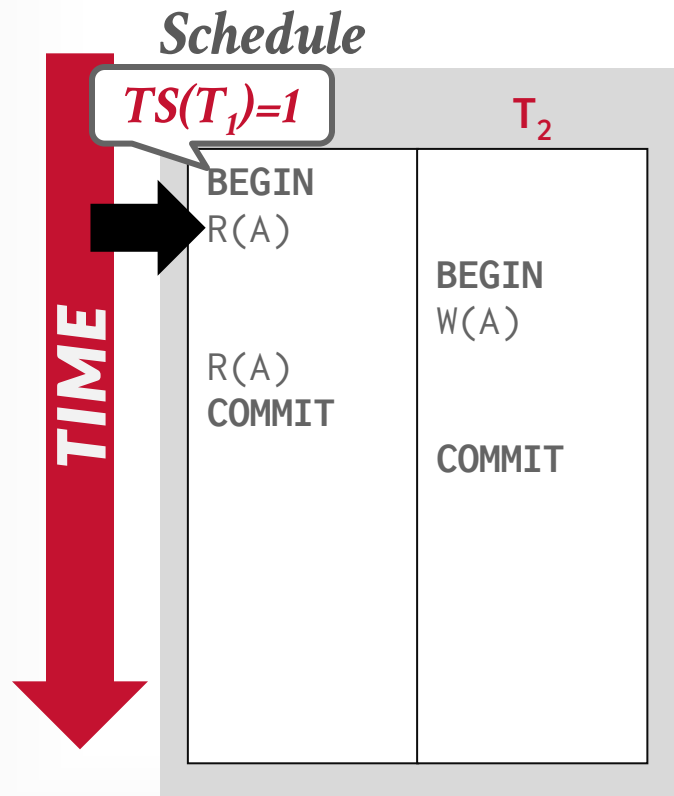 Schedule
TS(T1)=1
T2
BEGIN
R(A)
BEGIN
W(A)
R(A)
COMMIT
COMMIT
TIME